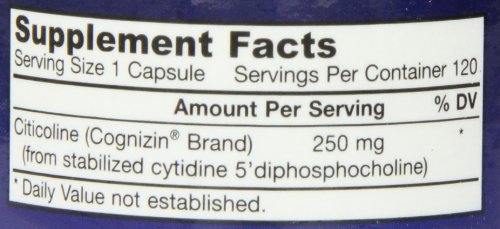 Supplement Facts
Serving Size 1 Capsule Servings Per Container 120
Amount Per Serving % DV
Citicoline (Cognizin® Brand) 250 mg *
(from stabilized cytidine 5'diphosphocholine)
* Daily Value not established.